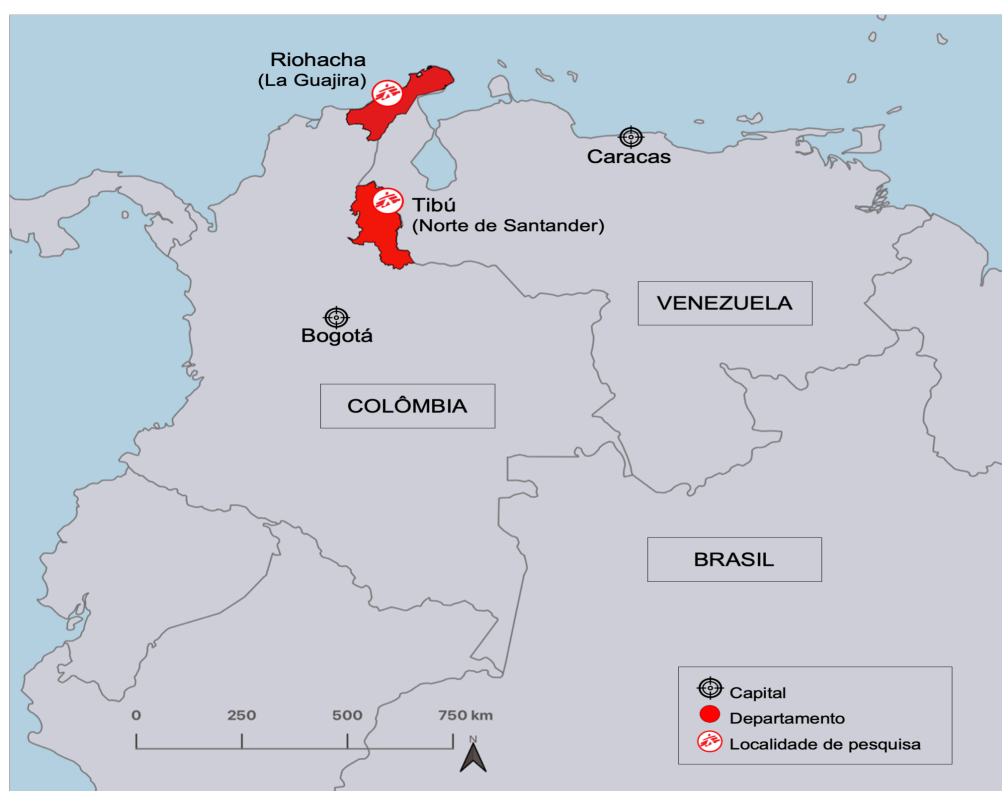 Riohacha
(La Guajira)
Caracas
Tibú
(Norte de Santander)
VENEZUELA
Bogotá
COLÔMBIA
BRASIL
Capital
Departamento
Localidade de pesquisa
0 250 500 750 km
N